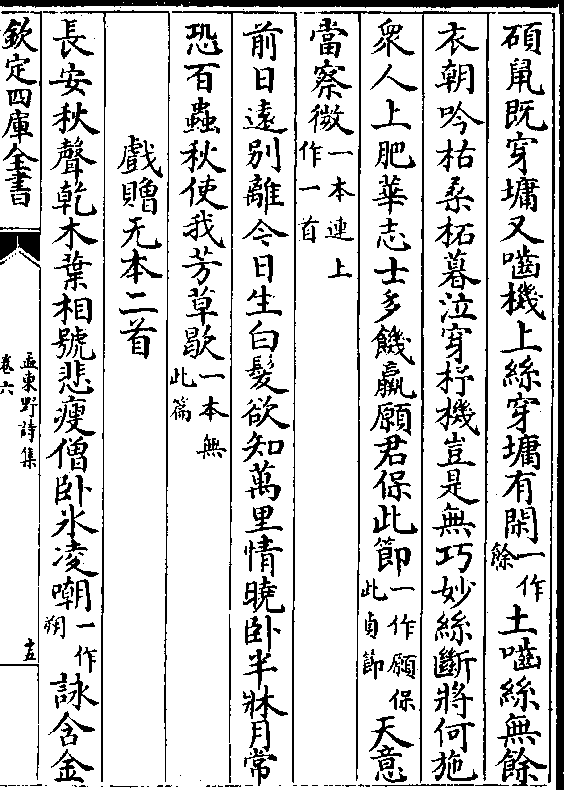 碩鼠既穿墉又嚙機上絲穿墉有閑一作餘土嚙絲無餘
衣朝吟枯桑柘暮泣穿杼機豈是無巧妙絲斷將何施
衆人上肥華志士多饑羸願君保此節一作願保此貞節天意
當察微一本連上作一首
前日遠別離今日生白髮欲知萬里情曉卧半牀月常
恐百蟲秋使我芳草歇一本無此篇
戲贈无本二首
長安秋聲乾木葉相號悲瘦僧卧氷凌嘲一作朔詠含金
欽定四庫全書
孟東野詩集
卷六
十五